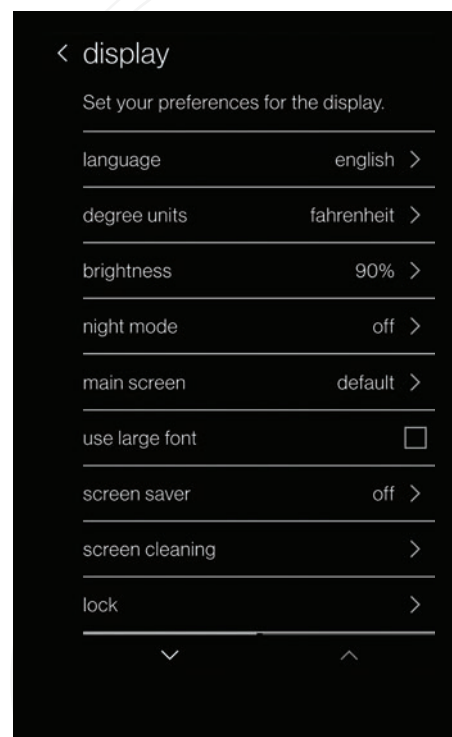 display
Set your preferences for the display.
language english
degree units fahrenheit
brightness 90%
night mode off
main screen default
use large font
screen saver off
screen cleaning
lock